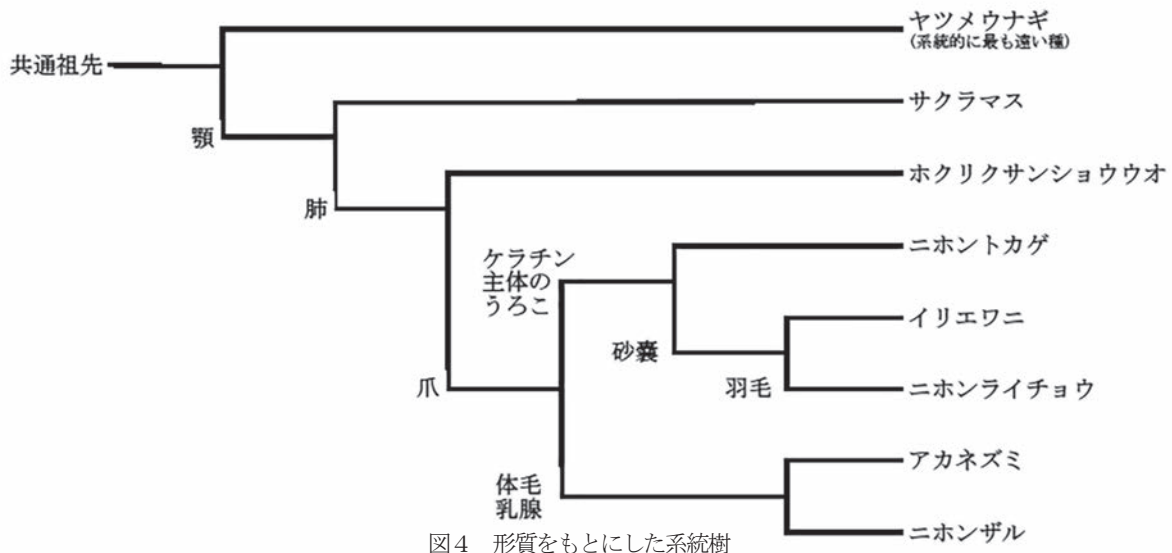 ヤツメウナギ
(系統的に最も遠い種)
共通祖先
サクラマス
顎
ホクリクサンショウウオ
肺
ニホントカゲ
ケラチン
主体の
うろこ
イリエワニ
砂嚢
羽毛
ニホンライチョウ
爪
アカネズミ
体毛
乳腺
ニホンザル
図4 形質をもとにした系統樹